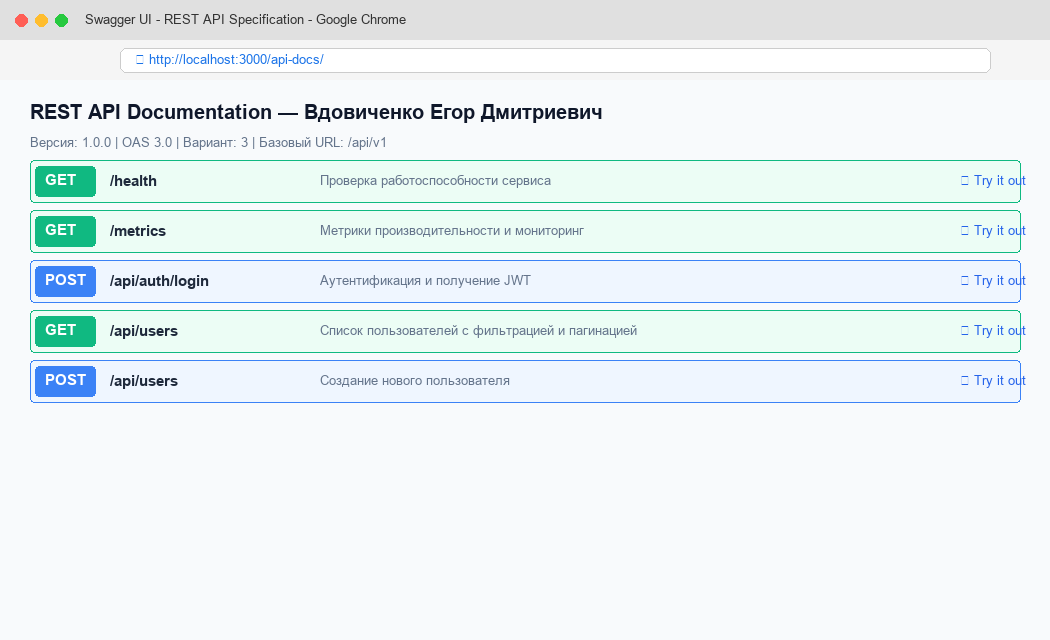 Swagger UI - REST API Specification - Google Chrome
http://localhost:3000/api-docs/
REST API Documentation — Вдовиченко Егор Дмитриевич
Версия: 1.0.0 | OAS 3.0 | Вариант: 3 | Базовый URL: /api/v1
GET /health Проверка работоспособности сервиса Try it out
GET /metrics Метрики производительности и мониторинг Try it out
POST /api/auth/login Аутентификация и получение JWT Try it out
GET /api/users Список пользователей с фильтрацией и пагинацией Try it out
POST /api/users Создание нового пользователя Try it out